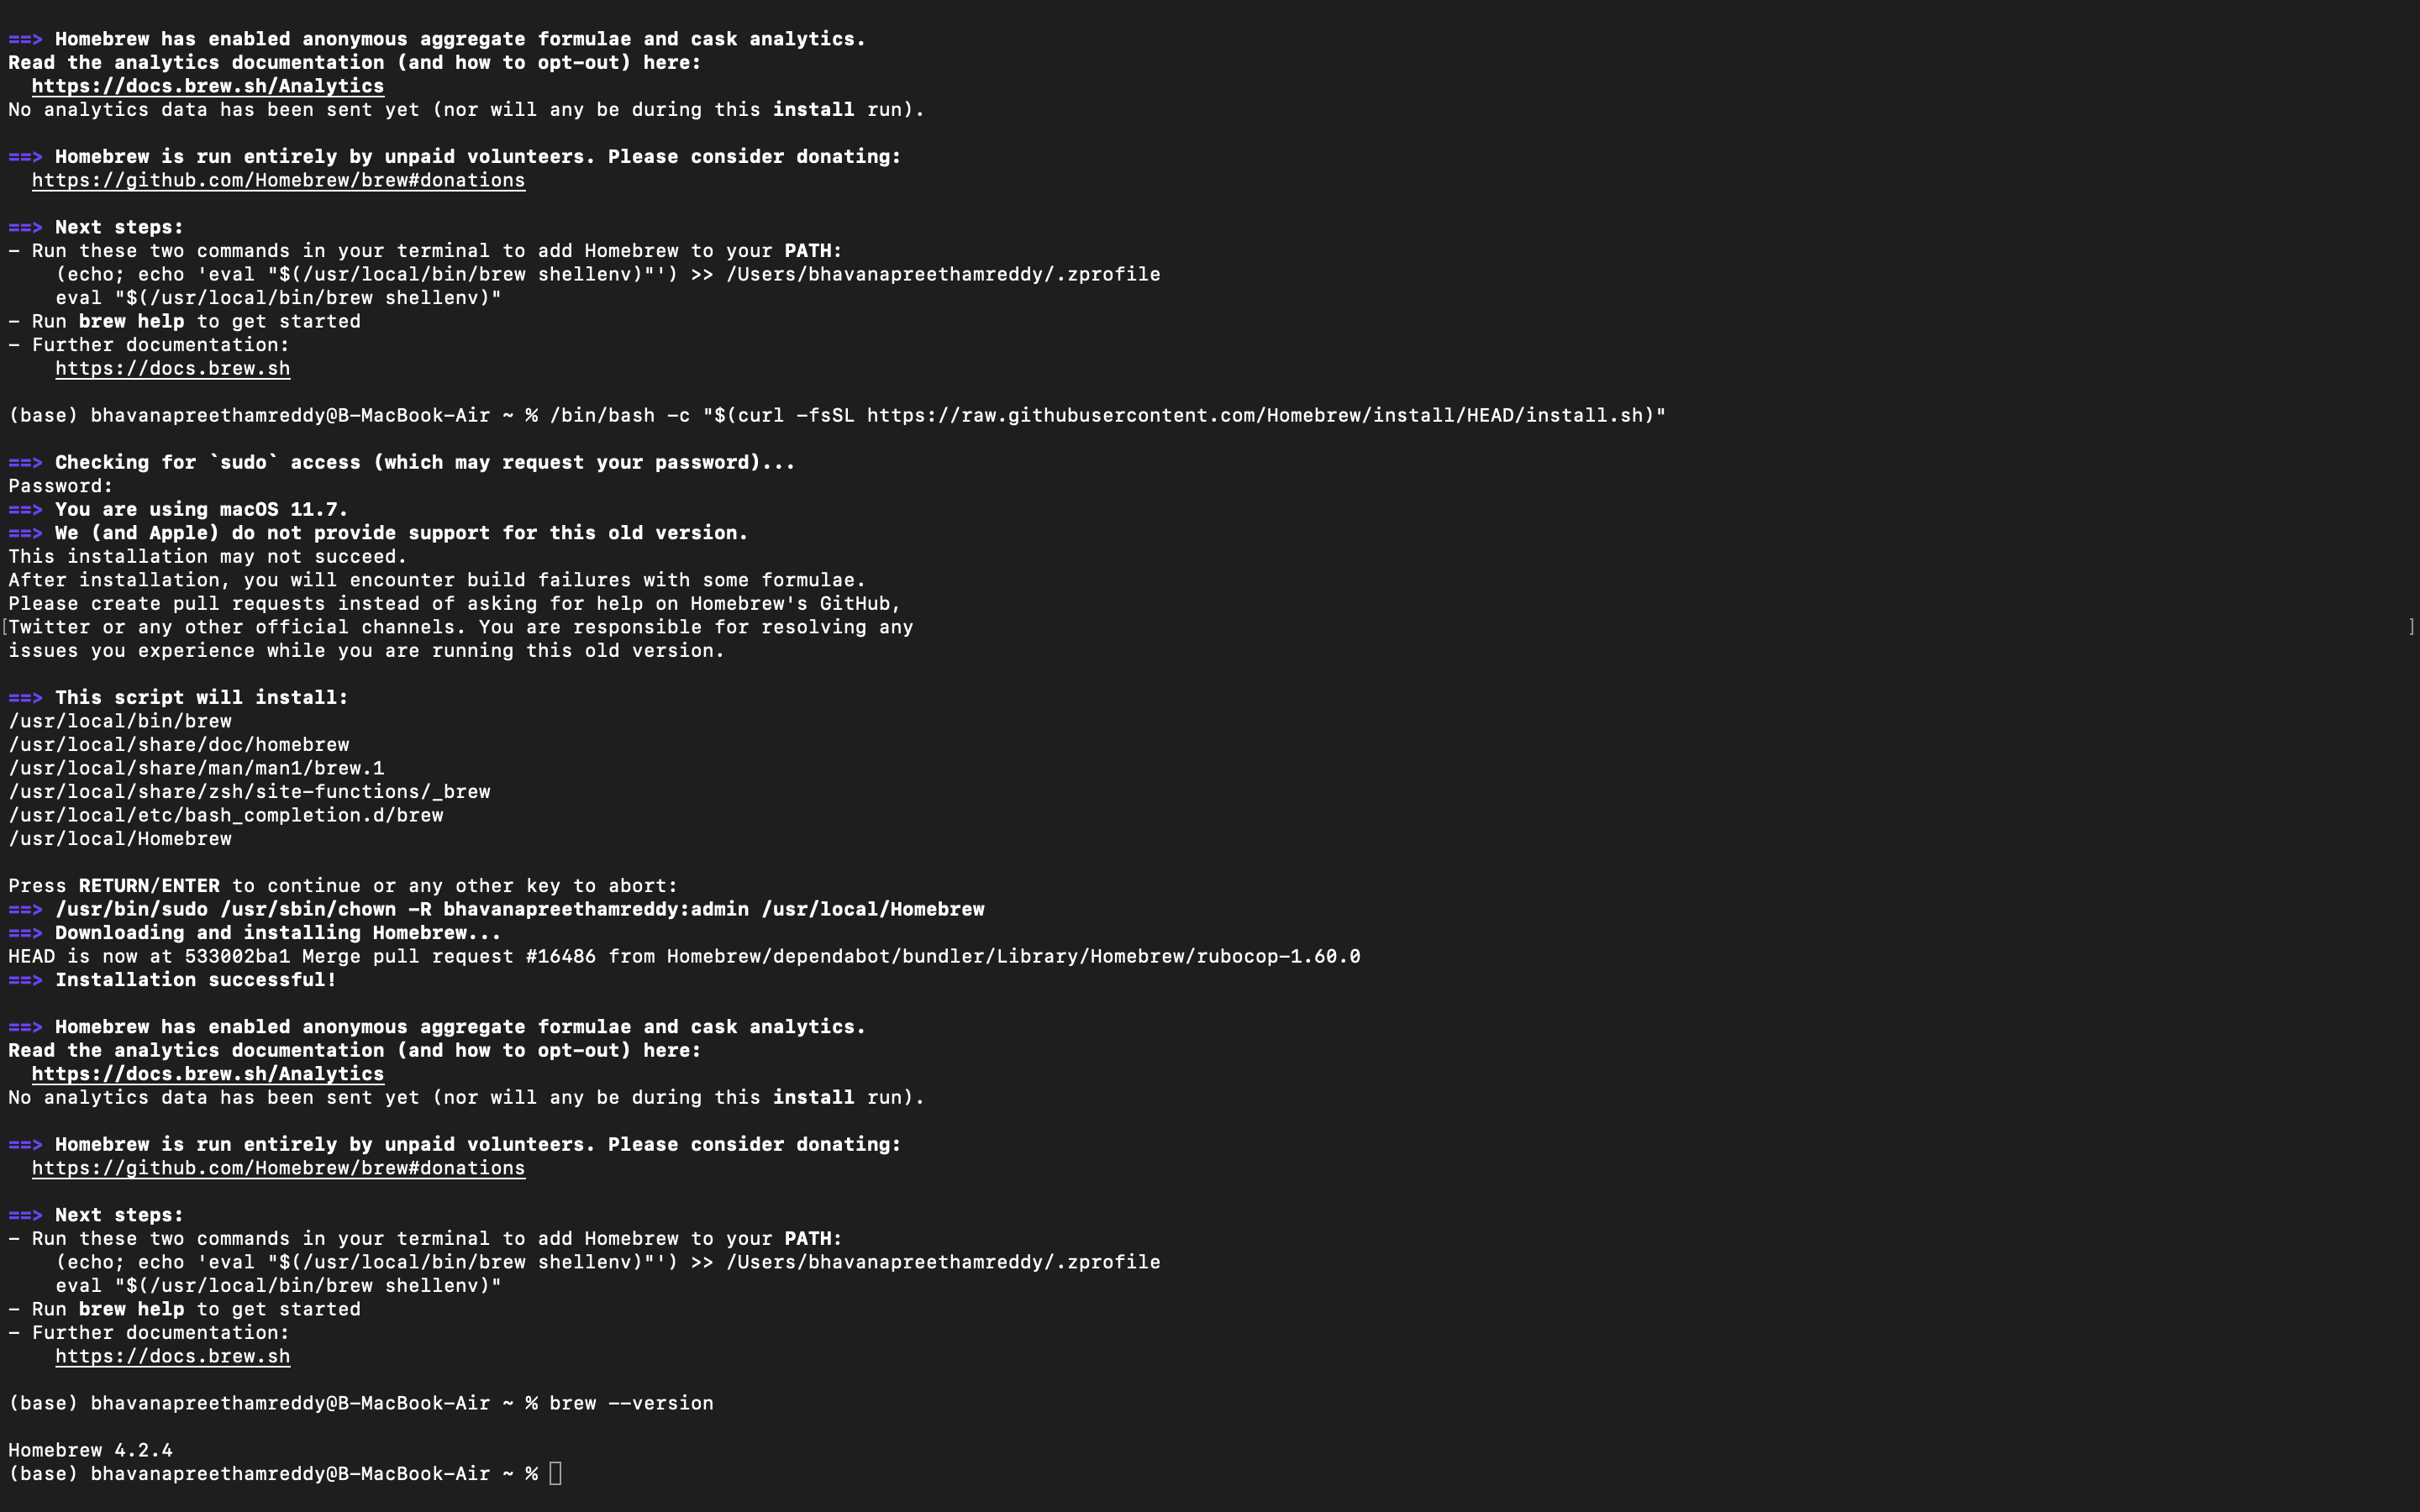 ==> Homebrew has enabled anonymous aggregate formulae and cask analytics.
Read the analytics documentation (and how to opt-out) here:
  https://docs.brew.sh/Analytics
No analytics data has been sent yet (nor will any be during this install run).

==> Homebrew is run entirely by unpaid volunteers. Please consider donating:
  https://github.com/Homebrew/brew#donations

==> Next steps:
- Run these two commands in your terminal to add Homebrew to your PATH:
    (echo; echo 'eval "$(/usr/local/bin/brew shellenv)"') >> /Users/bhavanapreethamreddy/.zprofile
    eval "$(/usr/local/bin/brew shellenv)"
- Run brew help to get started
- Further documentation:
    https://docs.brew.sh

(base) bhavanapreethamreddy@B-MacBook-Air ~ % /bin/bash -c "$(curl -fsSL https://raw.githubusercontent.com/Homebrew/install/HEAD/install.sh)"

==> Checking for `sudo` access (which may request your password)...
Password:
==> You are using macOS 11.7.
==> We (and Apple) do not provide support for this old version.
This installation may not succeed.
After installation, you will encounter build failures with some formulae.
Please create pull requests instead of asking for help on Homebrew's GitHub,
[Twitter or any other official channels. You are responsible for resolving any ]
issues you experience while you are running this old version.

==> This script will install:
/usr/local/bin/brew
/usr/local/share/doc/homebrew
/usr/local/share/man/man1/brew.1
/usr/local/share/zsh/site-functions/_brew
/usr/local/etc/bash_completion.d/brew
/usr/local/Homebrew

Press RETURN/ENTER to continue or any other key to abort:
==> /usr/bin/sudo /usr/sbin/chown -R bhavanapreethamreddy:admin /usr/local/Homebrew
==> Downloading and installing Homebrew...
HEAD is now at 533002ba1 Merge pull request #16486 from Homebrew/dependabot/bundler/Library/Homebrew/rubocop-1.60.0
==> Installation successful!

==> Homebrew has enabled anonymous aggregate formulae and cask analytics.
Read the analytics documentation (and how to opt-out) here:
  https://docs.brew.sh/Analytics
No analytics data has been sent yet (nor will any be during this install run).

==> Homebrew is run entirely by unpaid volunteers. Please consider donating:
  https://github.com/Homebrew/brew#donations

==> Next steps:
- Run these two commands in your terminal to add Homebrew to your PATH:
    (echo; echo 'eval "$(/usr/local/bin/brew shellenv)"') >> /Users/bhavanapreethamreddy/.zprofile
    eval "$(/usr/local/bin/brew shellenv)"
- Run brew help to get started
- Further documentation:
    https://docs.brew.sh

(base) bhavanapreethamreddy@B-MacBook-Air ~ % brew --version

Homebrew 4.2.4
(base) bhavanapreethamreddy@B-MacBook-Air ~ %